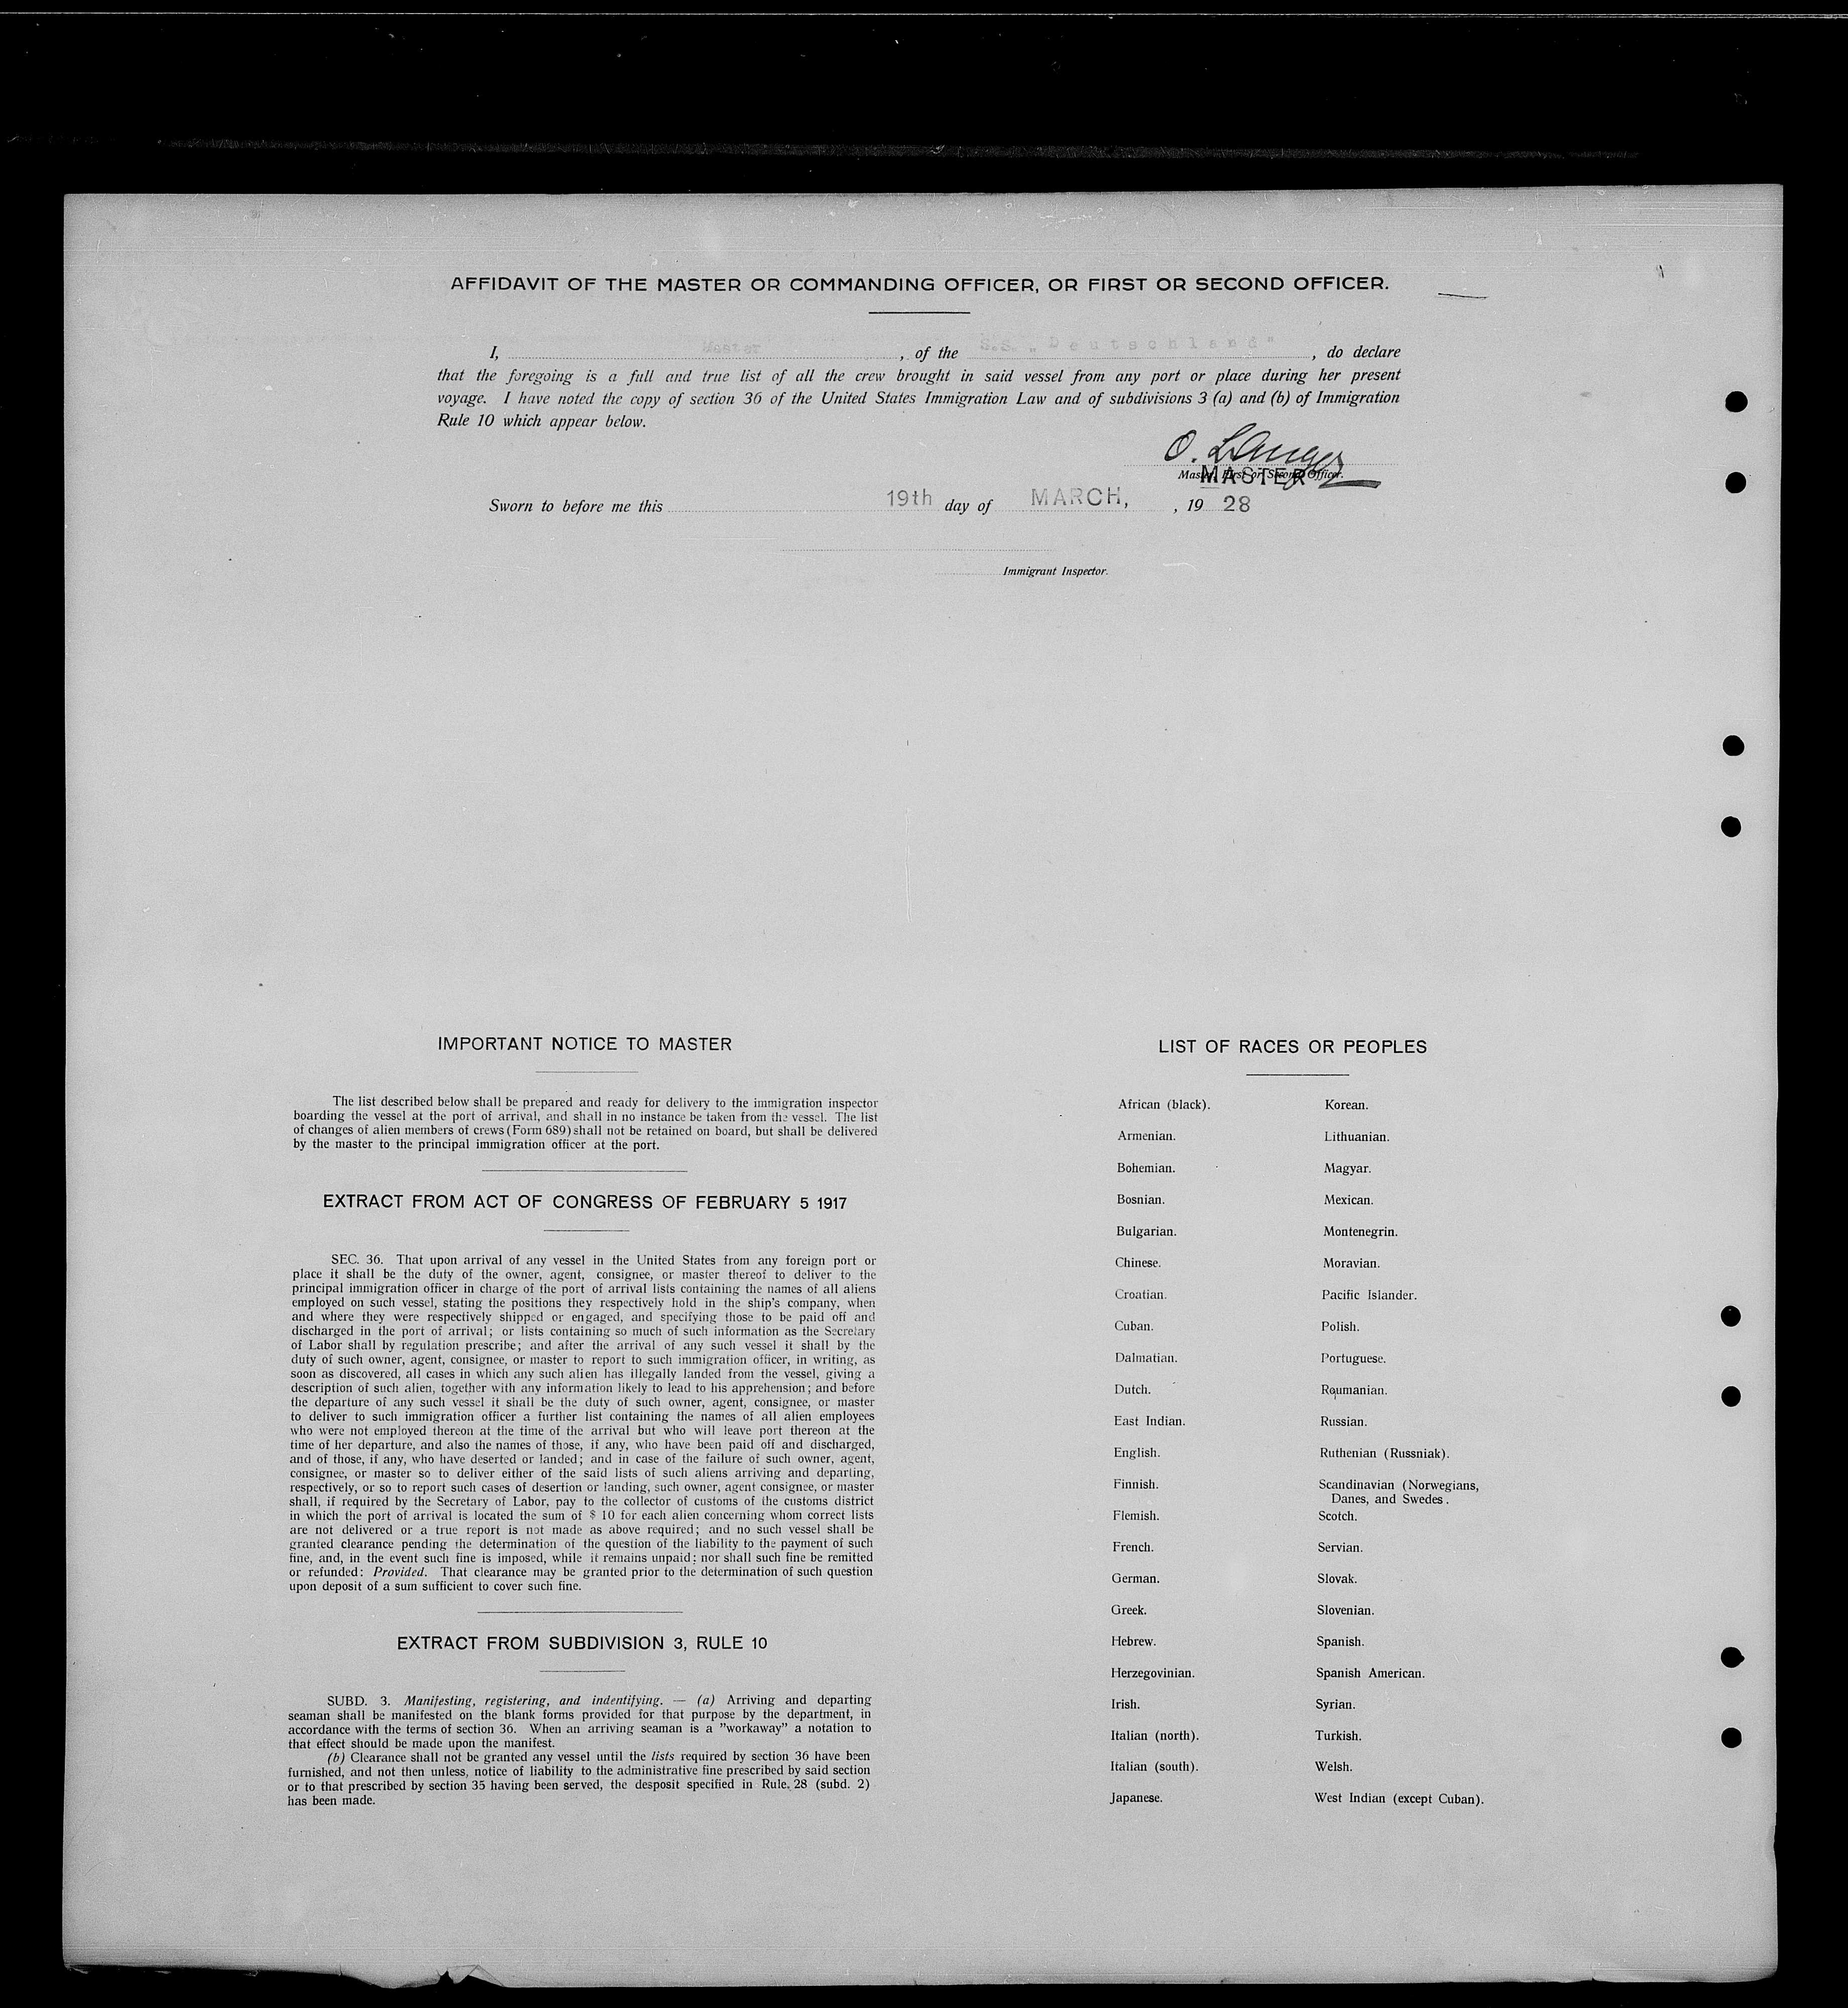 AFFIDAVIT OF THE MASTER OR COMMANDING OFFICER, OR FIRST OR SECOND OFFICER.
I, Master , of the S.S. „Deutschland" , do declare
that the foregoing is a full and true list of all the crew brought in said vessel from any port or place during her present
voyage. I have noted the copy of section 36 of the United States Immigration Law and of subdivisions 3 (a) and (b) of Immigration
Rule 10 which appear below.
O. Langer
Master, First or Second Officer.
MASTER
Sworn to before me this 19th day of MARCH, , 19 28
Immigrant Inspector.
IMPORTANT NOTICE TO MASTER
The list described below shall be prepared and ready for delivery to the immigration inspector
boarding the vessel at the port of arrival, and shall in no instance be taken from the vessel. The list
of changes of alien members of crews (Form 689) shall not be retained on board, but shall be delivered
by the master to the principal immigration officer at the port.
EXTRACT FROM ACT OF CONGRESS OF FEBRUARY 5 1917
SEC. 36. That upon arrival of any vessel in the United States from any foreign port or
place it shall be the duty of the owner, agent, consignee, or master thereof to deliver to the
principal immigration officer in charge of the port of arrival lists containing the names of all aliens
employed on such vessel, stating the positions they respectively hold in the ship's company, when
and where they were respectively shipped or engaged, and specifying those to be paid off and
discharged in the port of arrival; or lists containing so much of such information as the Secretary
of Labor shall by regulation prescribe; and after the arrival of any such vessel it shall by the
duty of such owner, agent, consignee, or master to report to such immigration officer, in writing, as
soon as discovered, all cases in which any such alien has illegally landed from the vessel, giving a
description of such alien, together with any information likely to lead to his apprehension; and before
the departure of any such vessel it shall be the duty of such owner, agent, consignee, or master
to deliver to such immigration officer a further list containing the names of all alien employees
who were not employed thereon at the time of the arrival but who will leave port thereon at the
time of her departure, and also the names of those, if any, who have been paid off and discharged,
and of those, if any, who have deserted or landed; and in case of the failure of such owner, agent,
consignee, or master so to deliver either of the said lists of such aliens arriving and departing,
respectively, or so to report such cases of desertion or landing, such owner, agent consignee, or master
shall, if required by the Secretary of Labor, pay to the collector of customs of the customs district
in which the port of arrival is located the sum of $ 10 for each alien concerning whom correct lists
are not delivered or a true report is not made as above required; and no such vessel shall be
granted clearance pending the determination of the question of the liability to the payment of such
fine, and, in the event such fine is imposed, while it remains unpaid; nor shall such fine be remitted
or refunded: Provided. That clearance may be granted prior to the determination of such question
upon deposit of a sum sufficient to cover such fine.
EXTRACT FROM SUBDIVISION 3, RULE 10
SUBD. 3. Manifesting, registering, and indentifying. — (a) Arriving and departing
seaman shall be manifested on the blank forms provided for that purpose by the department, in
accordance with the terms of section 36. When an arriving seaman is a "workaway" a notation to
that effect should be made upon the manifest.
(b) Clearance shall not be granted any vessel until the lists required by section 36 have been
furnished, and not then unless, notice of liability to the administrative fine prescribed by said section
or to that prescribed by section 35 having been served, the desposit specified in Rule. 28 (subd. 2)
has been made.
LIST OF RACES OR PEOPLES
African (black).
Armenian.
Bohemian.
Bosnian.
Bulgarian.
Chinese.
Croatian.
Cuban.
Dalmatian.
Dutch.
East Indian.
English.
Finnish.
Flemish.
French.
German.
Greek.
Hebrew.
Herzegovinian.
Irish.
Italian (north).
Italian (south).
Japanese.
Korean.
Lithuanian.
Magyar.
Mexican.
Montenegrin.
Moravian.
Pacific Islander.
Polish.
Portuguese.
Roumanian.
Russian.
Ruthenian (Russniak).
Scandinavian (Norwegians,
Danes, and Swedes.
Scotch.
Servian.
Slovak.
Slovenian.
Spanish.
Spanish American.
Syrian.
Turkish.
Welsh.
West Indian (except Cuban).